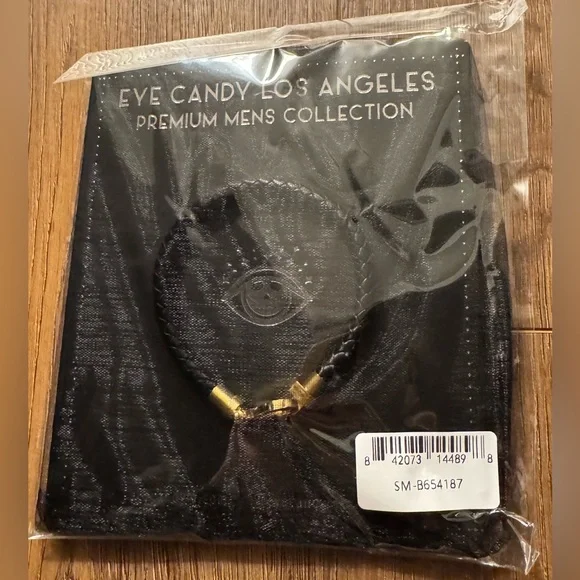 EYE CANDY LOS ANGELES
PREMIUM MENS COLLECTION
8 42073 14489 8
SM-B654187